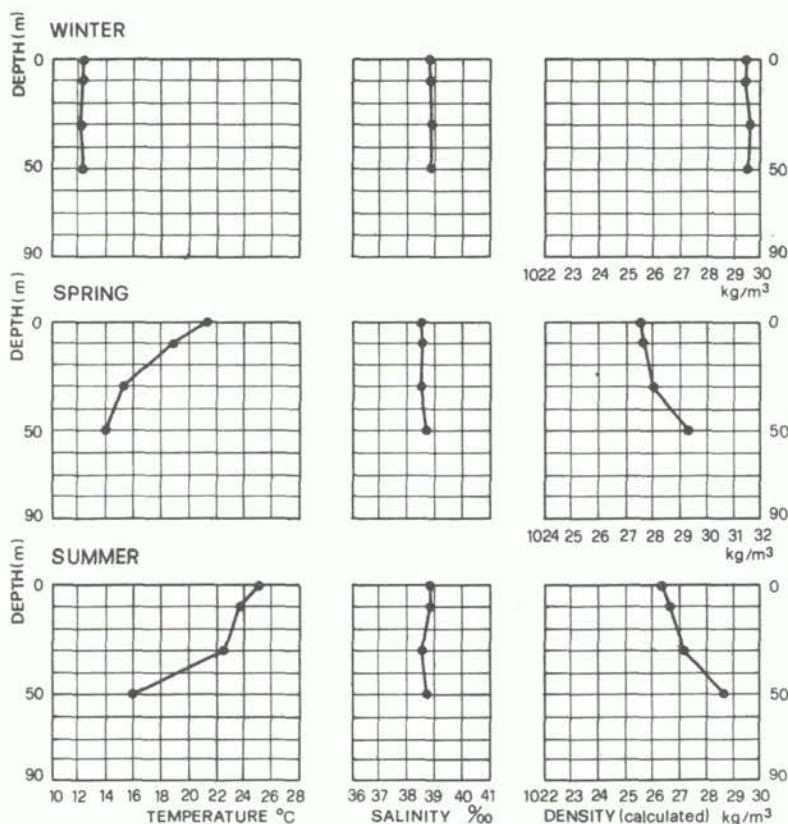 WINTER
DEPTH (m)
0
50
90
0
50
90
1022 23 24 25 26 27 28 29 30
kg/m³
SPRING
DEPTH (m)
0
50
90
0
50
90
1024 25 26 27 28 29 30 31 32
kg/m³
SUMMER
DEPTH (m)
0
50
90
0
50
90
10 12 14 16 18 20 22 24 26 28
36 37 38 39 40 41
1022 23 24 25 26 27 28 29 30
TEMPERATURE °C
SALINITY ‰
DENSITY (calculated) kg/m³